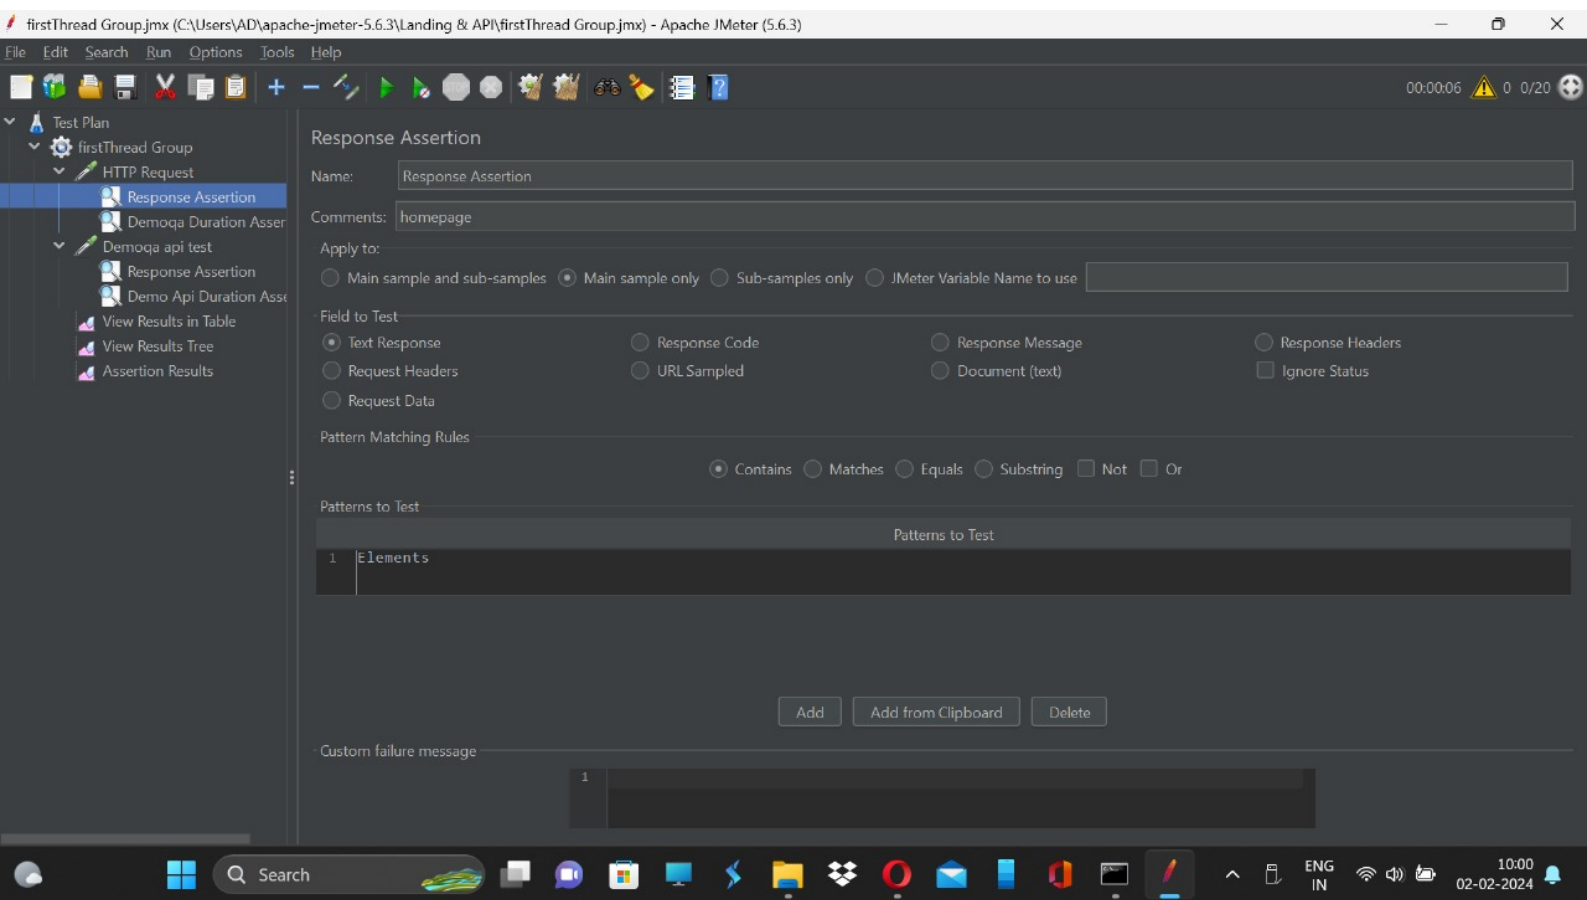 firstThread Group.jmx (C:\Users\AD\apache-jmeter-5.6.3\Landing & API\firstThread Group.jmx) - Apache JMeter (5.6.3)
File Edit Search Run Options Tools Help
STOP
00:00:06 0 0/20
Test Plan
firstThread Group
HTTP Request
Response Assertion
Demoqa Duration Asser
Demoqa api test
Response Assertion
Demo Api Duration Asse
View Results in Table
View Results Tree
Assertion Results
Response Assertion
Name: Response Assertion
Comments: homepage
Apply to:
Main sample and sub-samples Main sample only Sub-samples only JMeter Variable Name to use
Field to Test
Text Response Response Code Response Message Response Headers
Request Headers URL Sampled Document (text) Ignore Status
Request Data
Pattern Matching Rules
Contains Matches Equals Substring Not Or
Patterns to Test
Patterns to Test
1 Elements
Add Add from Clipboard Delete
Custom failure message
1
Search
ENG
IN
10:00
02-02-2024